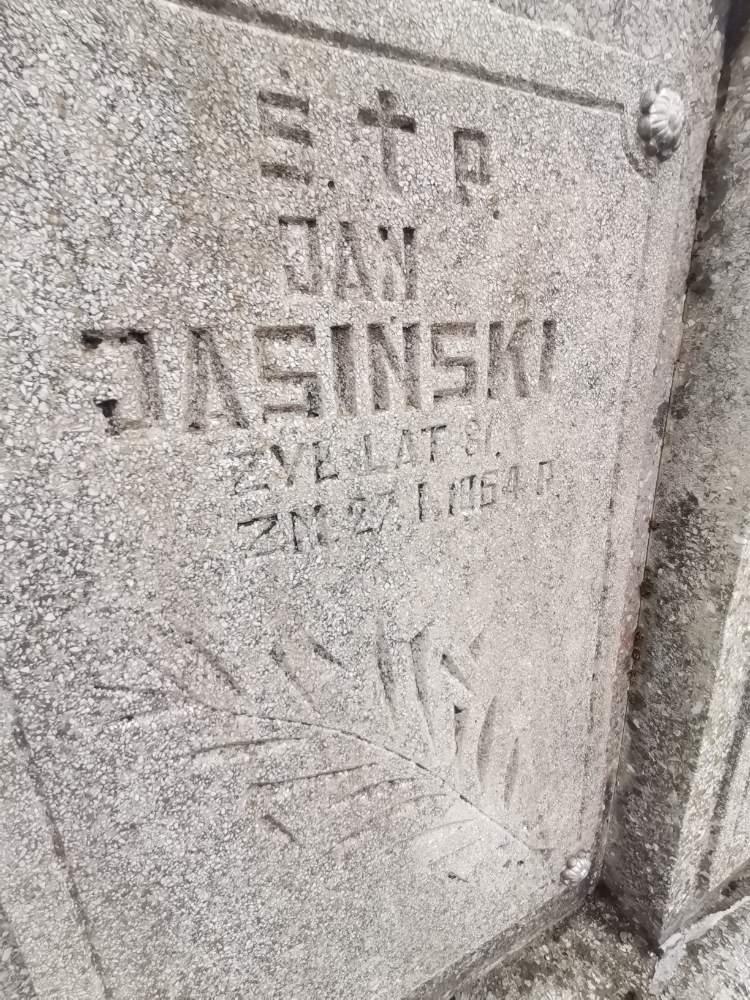 Ś. † P.
JAN
JASIŃSKI
ŻYŁ LAT 81.
ZM. 27.I.1964 R.